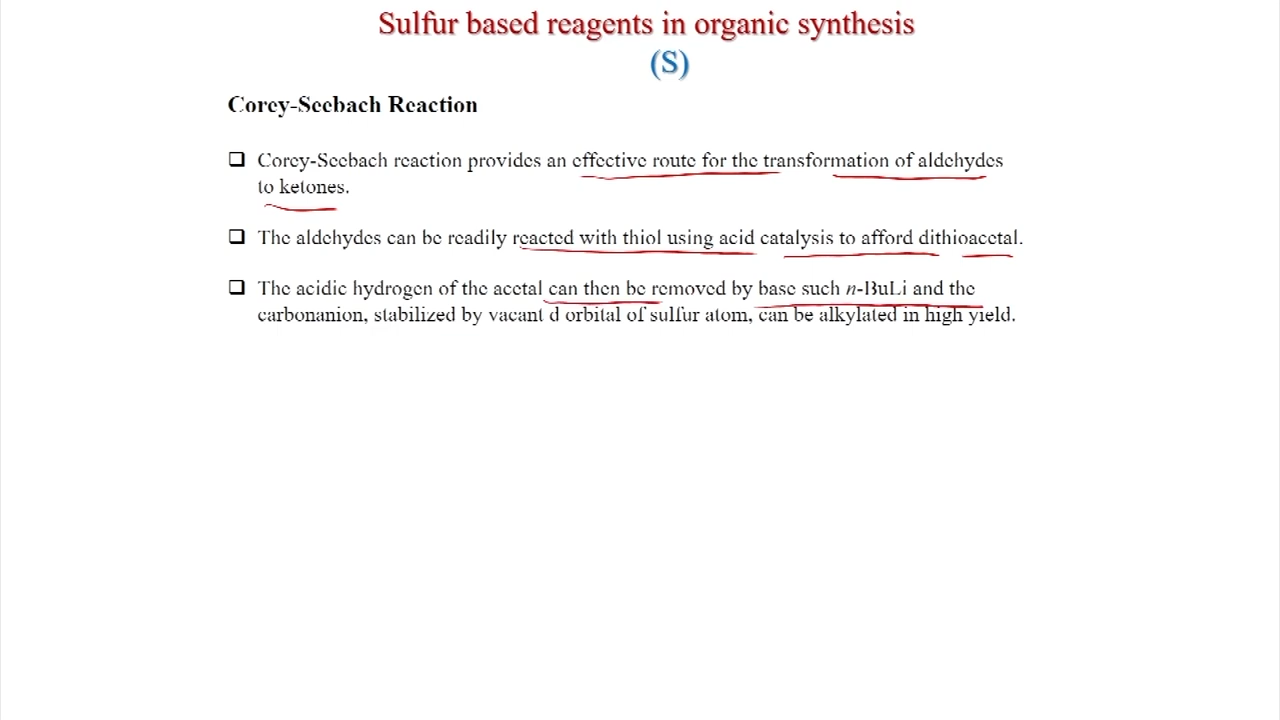 Sulfur based reagents in organic synthesis
(S)
Corey-Seebach Reaction
❑ Corey-Seebach reaction provides an effective route for the transformation of aldehydes
to ketones.
❑ The aldehydes can be readily reacted with thiol using acid catalysis to afford dithioacetal.
❑ The acidic hydrogen of the acetal can then be removed by base such n-BuLi and the
carbonanion, stabilized by vacant d orbital of sulfur atom, can be alkylated in high yield.